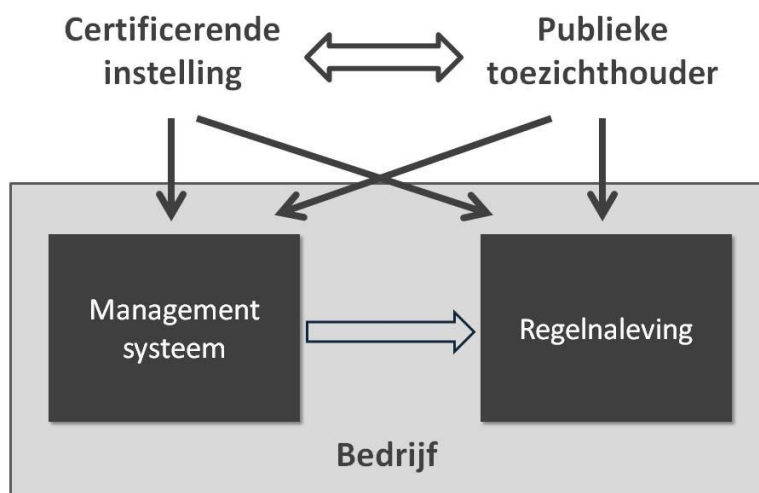 Certificerende
instelling
Publieke
toezichthouder
Management
systeem
Regelnaleving
Bedrijf